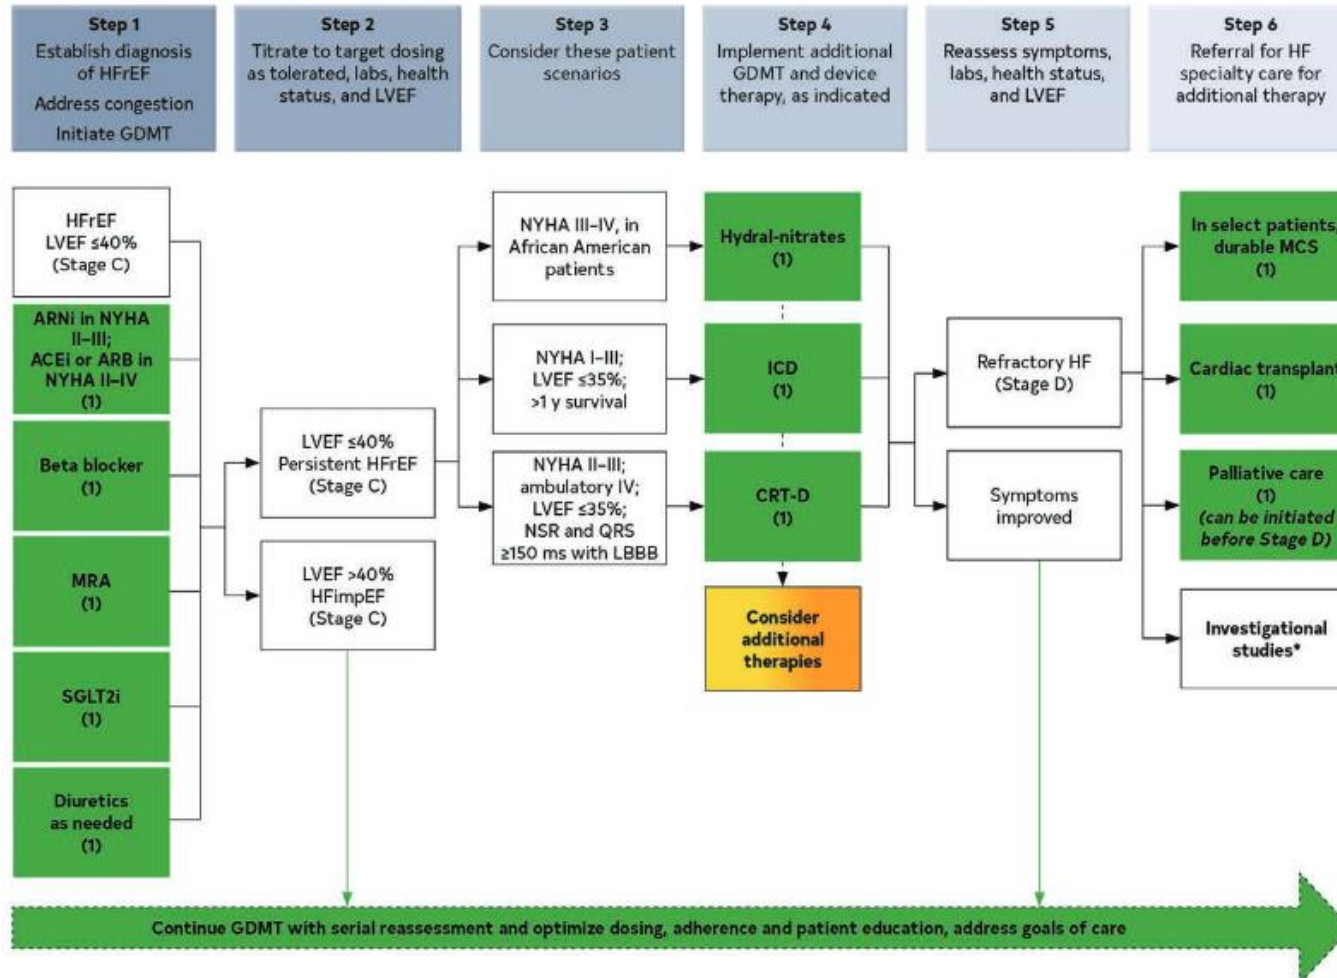 Step 1
Establish diagnosis
of HFrEF
Address congestion
Initiate GDMT
Step 2
Titrate to target dosing
as tolerated, labs, health
status, and LVEF
Step 3
Consider these patient
scenarios
Step 4
Implement additional
GDMT and device
therapy, as indicated
Step 5
Reassess symptoms,
labs, health status,
and LVEF
Step 6
Referral for HF
specialty care for
additional therapy
HFrEF
LVEF ≤40%
(Stage C)
ARNi in NYHA
II–III;
ACEi or ARB in
NYHA II–IV
(1)
Beta blocker
(1)
MRA
(1)
SGLT2i
(1)
Diuretics
as needed
(1)
LVEF ≤40%
Persistent HFrEF
(Stage C)
LVEF >40%
HFimpEF
(Stage C)
NYHA III–IV, in
African American
patients
NYHA I–III;
LVEF ≤35%;
>1 y survival
NYHA II–III;
ambulatory IV;
LVEF ≤35%;
NSR and QRS
≥150 ms with LBBB
Hydral-nitrates
(1)
ICD
(1)
CRT-D
(1)
Consider
additional
therapies
Refractory HF
(Stage D)
Symptoms
improved
In select patients,
durable MCS
(1)
Cardiac transplant
(1)
Palliative care
(1)
(can be initiated
before Stage D)
Investigational
studies*
Continue GDMT with serial reassessment and optimize dosing, adherence and patient education, address goals of care